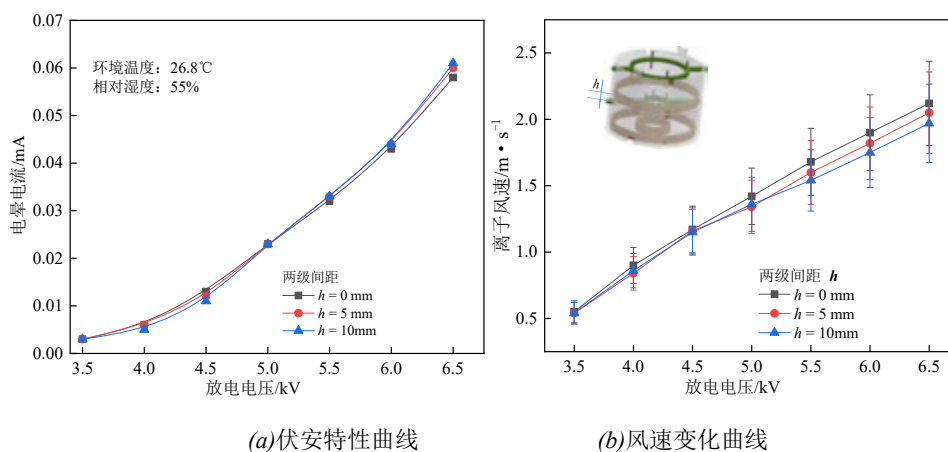 0.07
0.06
0.05
0.04
0.03
0.02
0.01
0.00
电晕电流/mA
环境温度：26.8℃
相对湿度：55%
两级间距
h = 0 mm
h = 5 mm
h = 10mm
3.5 4.0 4.5 5.0 5.5 6.0 6.5
放电电压/kV
(a)伏安特性曲线
2.5
2.0
1.5
1.0
0.5
离子风速/m·s⁻¹
h
两级间距 h
h = 0 mm
h = 5 mm
h = 10mm
3.5 4.0 4.5 5.0 5.5 6.0 6.5
放电电压/kV
(b)风速变化曲线